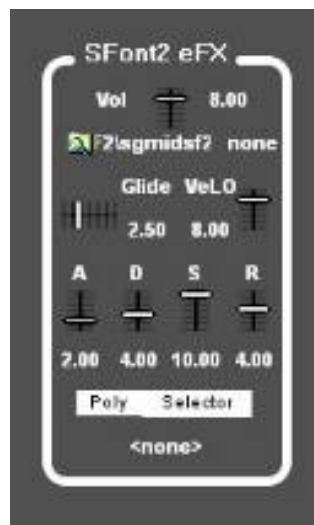 SFont2 eFX
Vol 8.00
F2\sgmidsf2 none
Glide VeLO
2.50 8.00
A D S R
2.00 4.00 10.00 4.00
Poly Selector
<none>